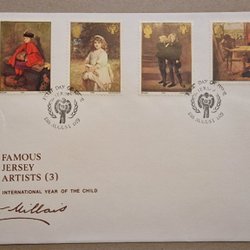 FAMOUS
JERSEY
ARTISTS (3)
INTERNATIONAL YEAR OF THE CHILD
Millais